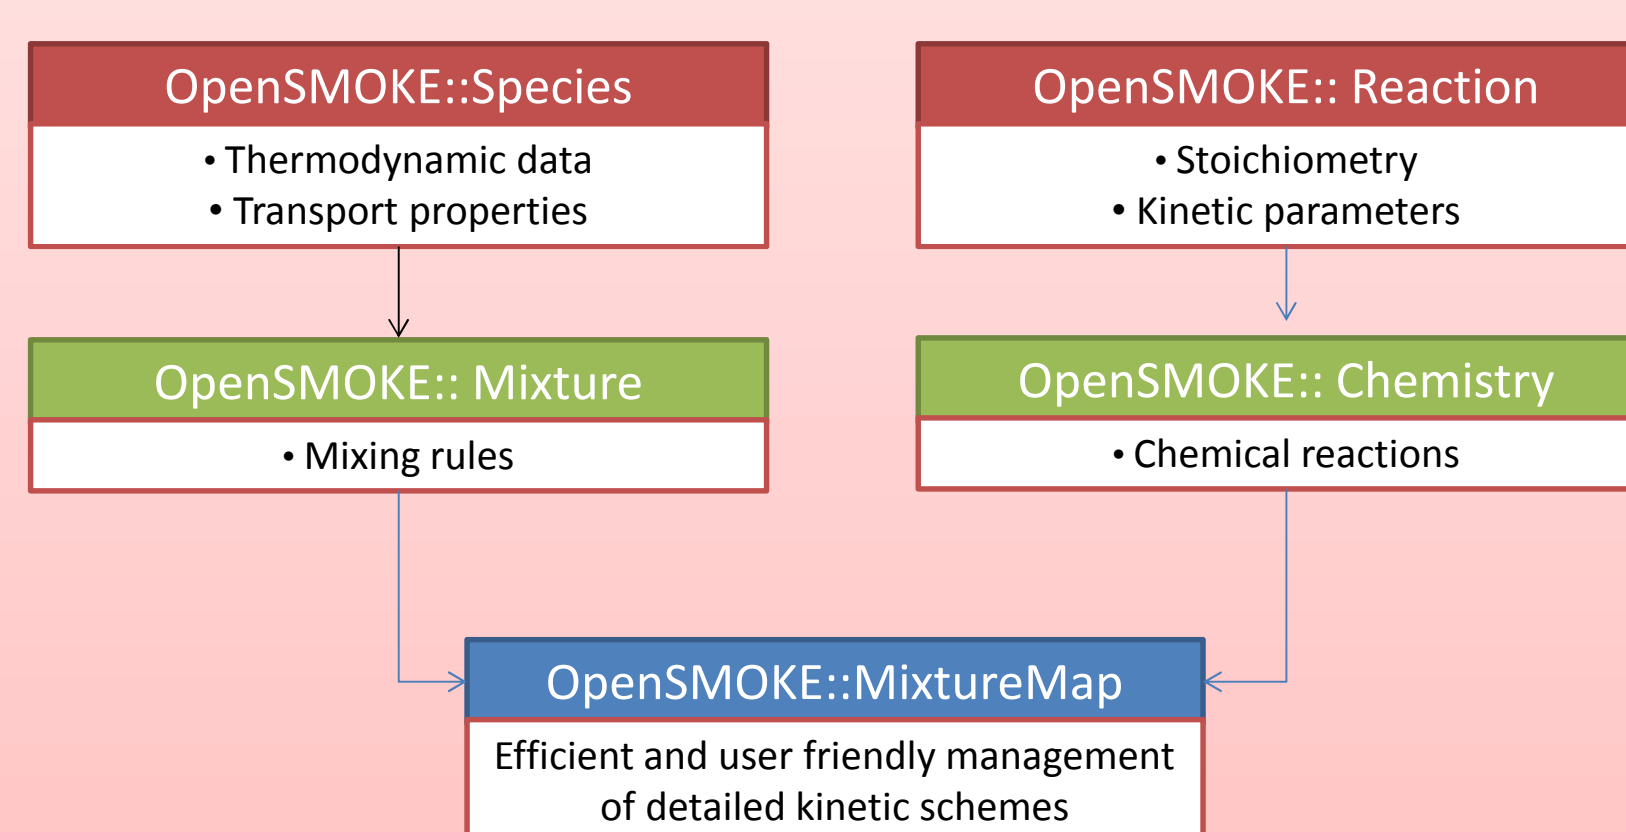 OpenSMOKE::Species
• Thermodynamic data
• Transport properties
OpenSMOKE:: Reaction
• Stoichiometry
• Kinetic parameters
OpenSMOKE:: Mixture
• Mixing rules
OpenSMOKE:: Chemistry
• Chemical reactions
OpenSMOKE::MixtureMap
Efficient and user friendly management
of detailed kinetic schemes